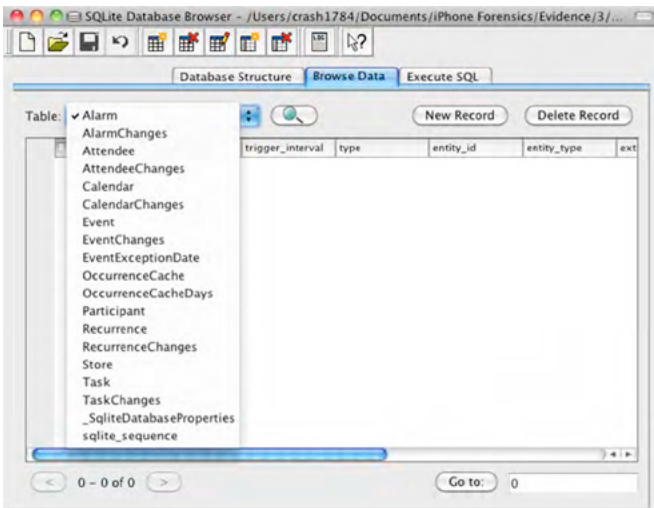 SQLite Database Browser - /Users/crash1784/Documents/iPhone Forensics/Evidence/3/...
LOG
Database Structure Browse Data Execute SQL
Table: ✓ Alarm New Record Delete Record
AlarmChanges
Attendee trigger_interval type entity_id entity_type ext
AttendeeChanges
Calendar
CalendarChanges
Event
EventChanges
EventExceptionDate
OccurrenceCache
OccurrenceCacheDays
Participant
Recurrence
RecurrenceChanges
Store
Task
TaskChanges
_SqliteDatabaseProperties
sqlite_sequence
< 0 - 0 of 0 > Go to: 0